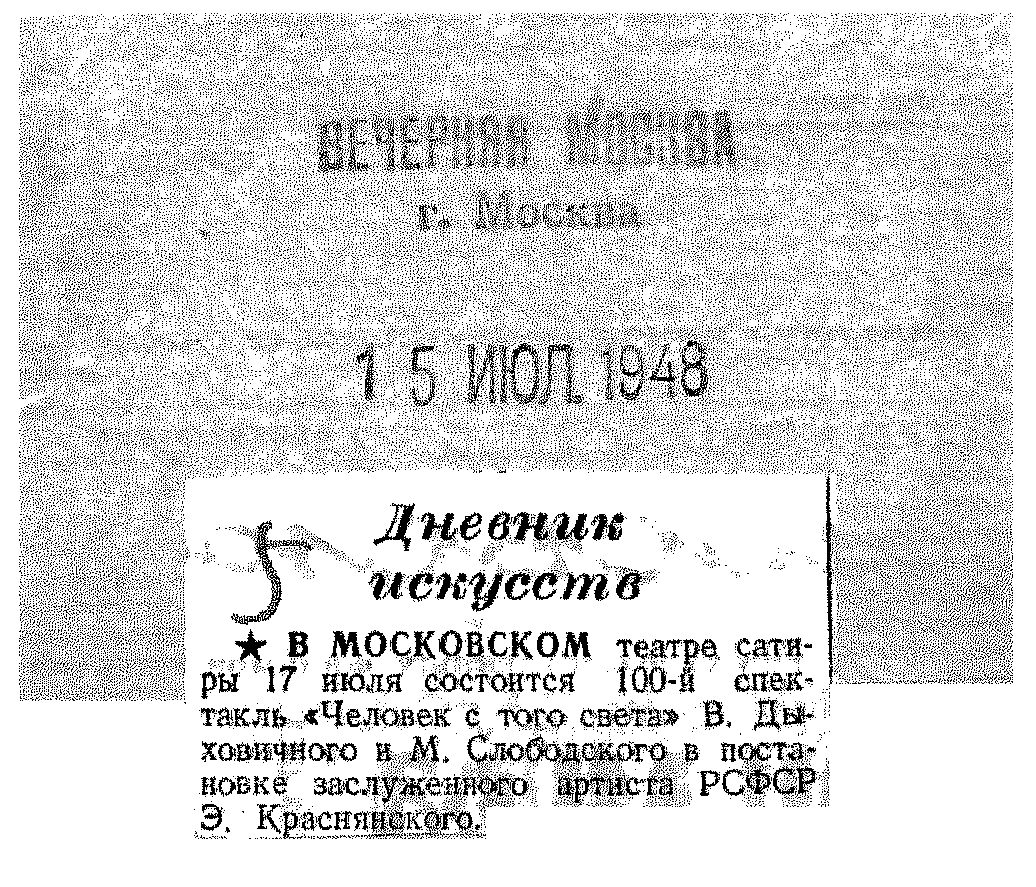 ВЕЧЕРНЯЯ МОСКВА
г. Москва
15 ИЮЛ. 1948
5
Дневник
искусств
★ В МОСКОВСКОМ театре сати-
ры 17 июля состоится 100-й спек-
такль «Человек с того света» В. Ды-
ховичного и М. Слободского в поста-
новке заслуженного артиста РСФСР
Э. Краснянского.